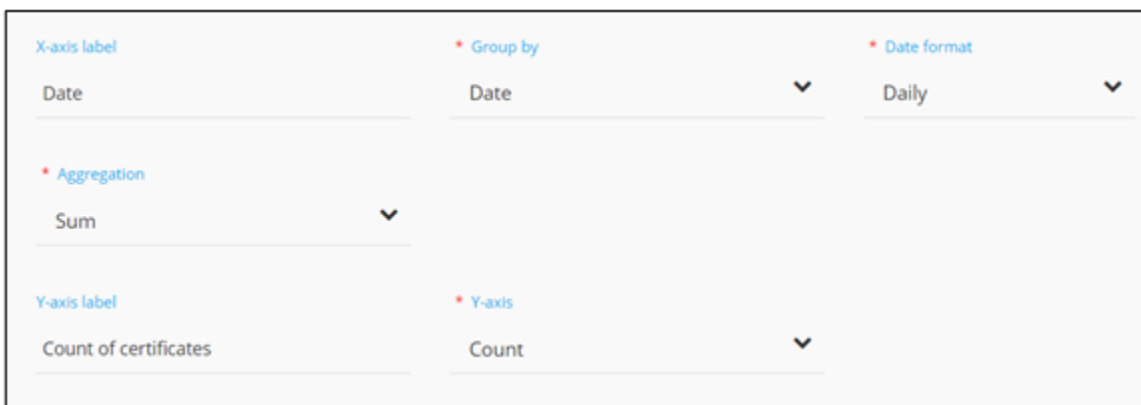 X-axis label
* Group by
* Date format
Date
Date
Daily
* Aggregation
Sum
Y-axis label
* Y-axis
Count of certificates
Count